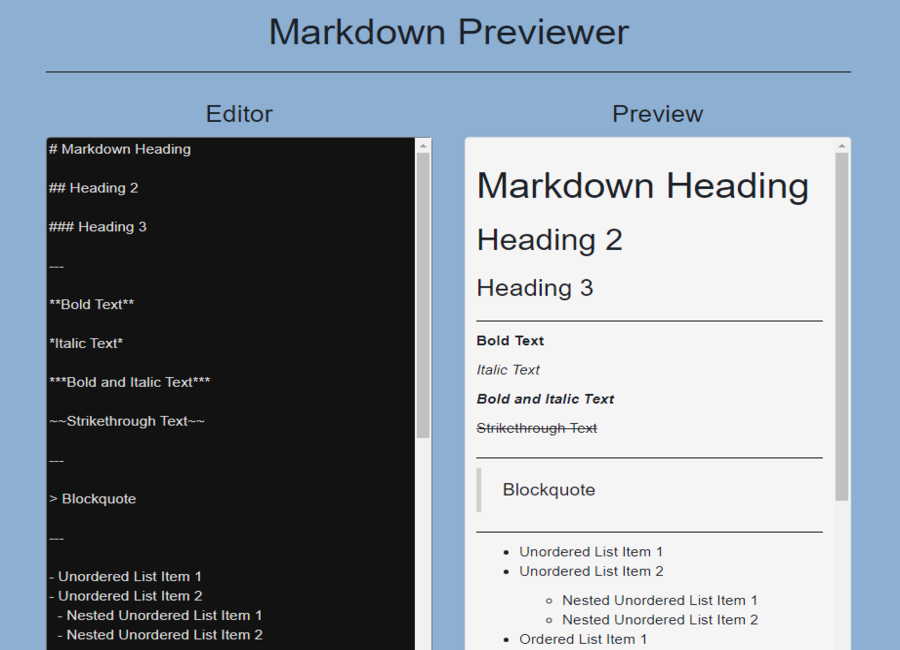 Markdown Previewer
Editor
# Markdown Heading
## Heading 2
### Heading 3
---
**Bold Text**
*Italic Text*
***Bold and Italic Text***
~~Strikethrough Text~~
---
> Blockquote
---
- Unordered List Item 1
- Unordered List Item 2
  - Nested Unordered List Item 1
  - Nested Unordered List Item 2
Preview
Markdown Heading
Heading 2
Heading 3
Bold Text
Italic Text
Bold and Italic Text
Strikethrough Text
Blockquote
• Unordered List Item 1
• Unordered List Item 2
◦ Nested Unordered List Item 1
◦ Nested Unordered List Item 2
• Ordered List Item 1